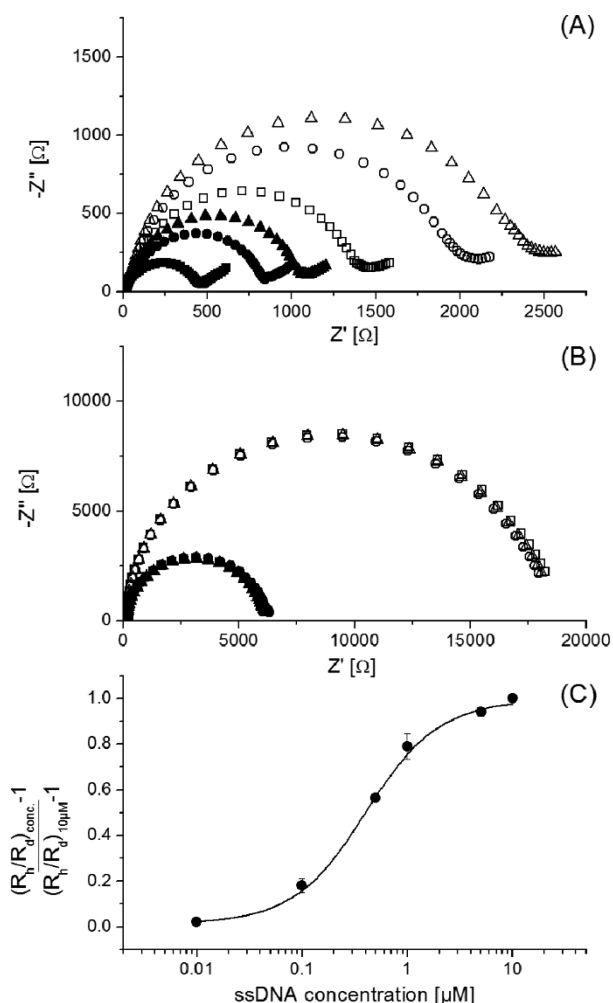 (A)
1500
1000
500
0
-Z'' [Ω]
0 500 1000 1500 2000 2500
Z' [Ω]
(B)
10000
5000
0
-Z'' [Ω]
0 5000 10000 15000 20000
Z' [Ω]
(C)
1.0
0.8
0.6
0.4
0.2
0.0
(Rh/Rd)conc.-1
(Rh/Rd)10µM-1
0.01 0.1 1 10
ssDNA concentration [µM]